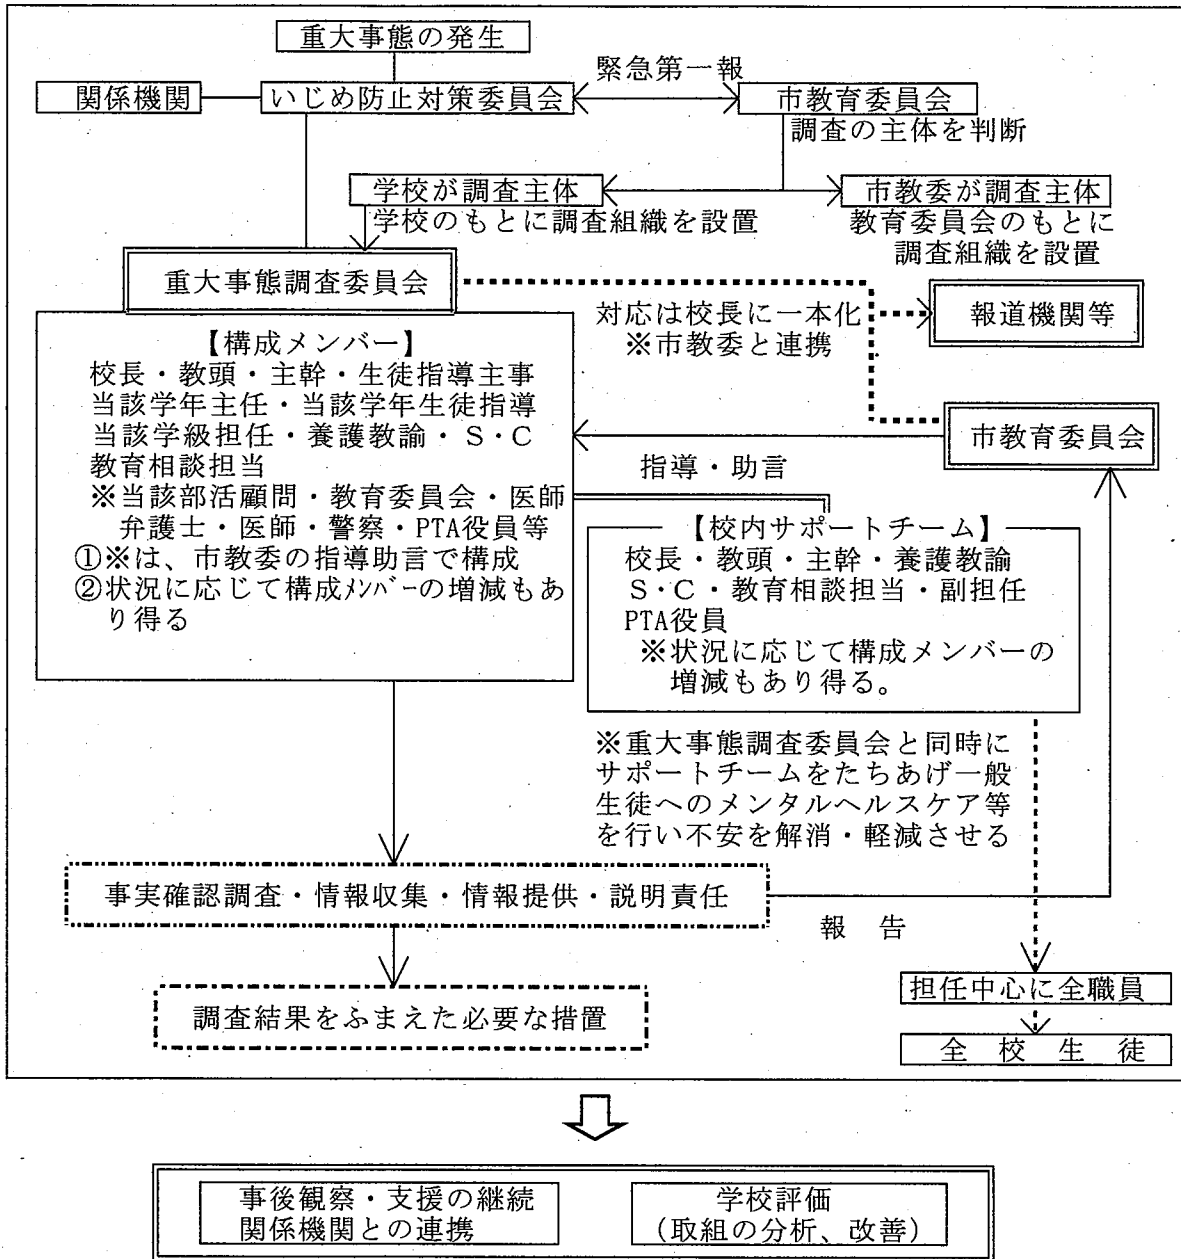 重大事態の発生
緊急第一報
関係機関
いじめ防止対策委員会
市教育委員会
調査の主体を判断
学校が調査主体
市教委が調査主体
学校のもとに調査組織を設置
教育委員会のもとに
調査組織を設置
重大事態調査委員会
対応は校長に一本化
※市教委と連携
報道機関等
【構成メンバー】
校長・教頭・主幹・生徒指導主事
当該学年主任・当該学年生徒指導
当該学級担任・養護教諭・S・C
教育相談担当
※当該部活顧問・教育委員会・医師
弁護士・医師・警察・PTA役員等
①※は、市教委の指導助言で構成
②状況に応じて構成メンバーの増減もあ
り得る
市教育委員会
指導・助言
【校内サポートチーム】
校長・教頭・主幹・養護教諭
S・C・教育相談担当・副担任
PTA役員
※状況に応じて構成メンバーの
増減もあり得る。
※重大事態調査委員会と同時に
サポートチームをたちあげ一般
生徒へのメンタルヘルスケア等
を行い不安を解消・軽減させる
事実確認調査・情報収集・情報提供・説明責任
報 告
調査結果をふまえた必要な措置
担任中心に全職員
全 校 生 徒
事後観察・支援の継続
関係機関との連携
学校評価
(取組の分析、改善)